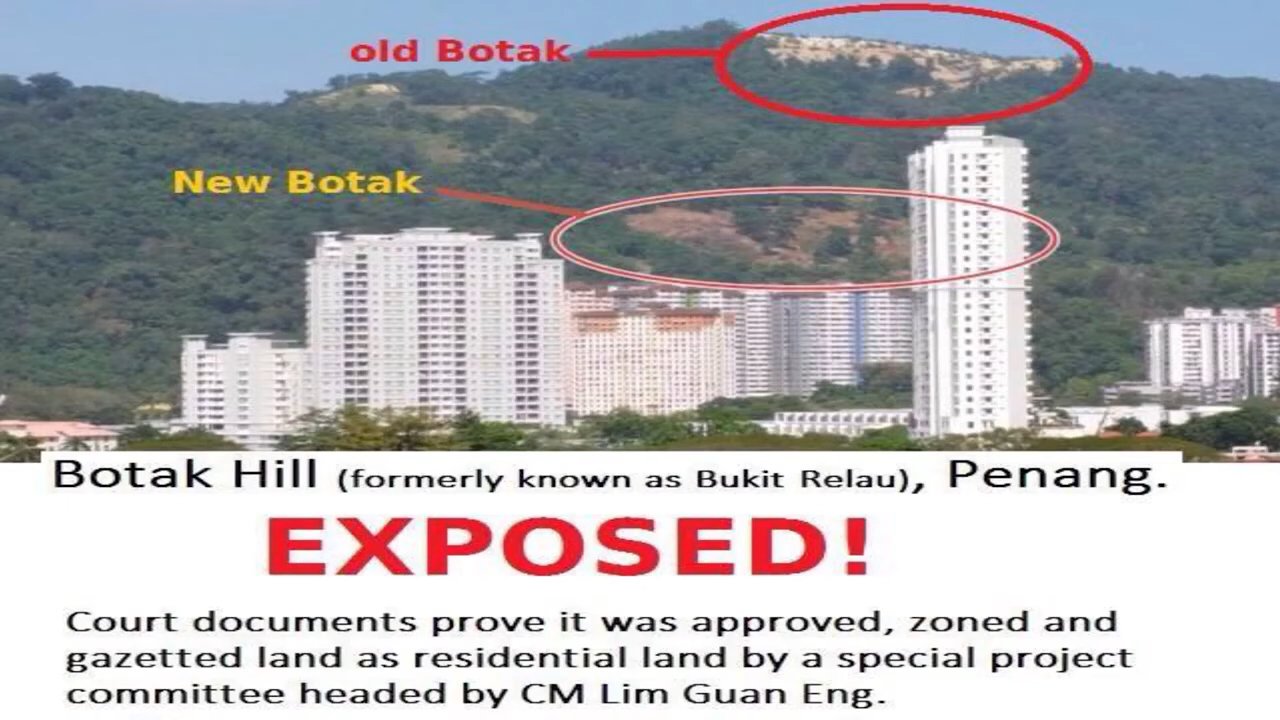 old Botak
New Botak
Botak Hill (formerly known as Bukit Relau), Penang.
EXPOSED!
Court documents prove it was approved, zoned and
gazetted land as residential land by a special project
committee headed by CM Lim Guan Eng.